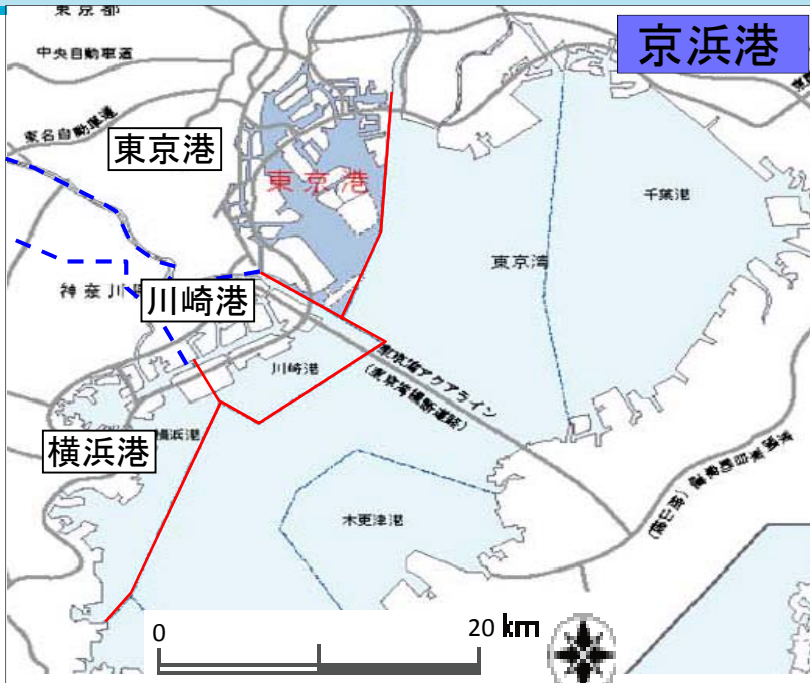 東京都
京浜港
中央自動車道
東名自動車道
東京港
東京港
千葉港
東京湾
神奈川
川崎港
川崎港
東京湾アクアライン
(東京湾横断道路)
横浜港
横浜港
木更津港
0
20 km